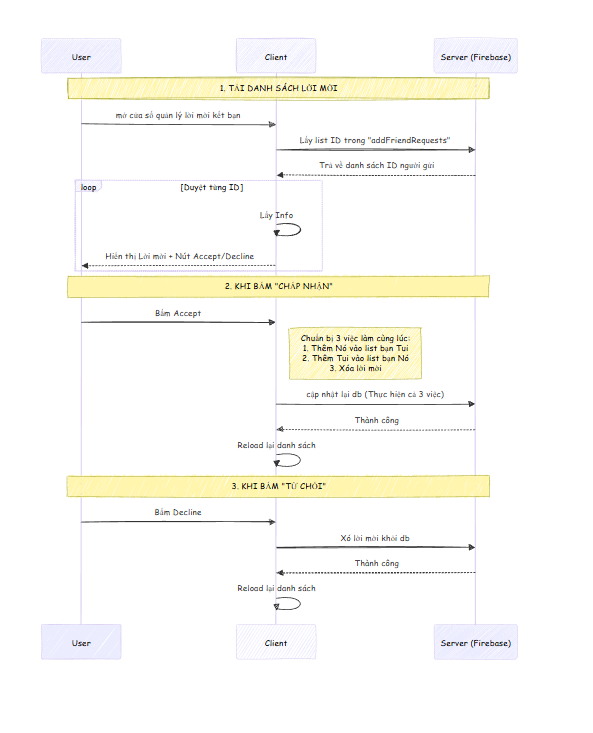 User Client Server (Firebase)
1. TẢI DANH SÁCH LỜI MỜI
mở cửa sổ quản lý lời mời kết bạn
Lấy list ID trong "addFriendRequests"
Trả về danh sách ID người gửi
loop [Duyệt từng ID]
Lấy Info
Hiển thị Lời mời + Nút Accept/Decline
2. KHI BẤM "CHẤP NHẬN"
Bấm Accept
Chuẩn bị 3 việc làm cùng lúc:
1. Thêm Nó vào list bạn Tui
2. Thêm Tui vào list bạn Nó
3. Xóa lời mời
cập nhật lại db (Thực hiện cả 3 việc)
Thành công
Reload lại danh sách
3. KHI BẤM "TỪ CHỐI"
Bấm Decline
Xó lời mời khỏi db
Thành công
Reload lại danh sách
User Client Server (Firebase)